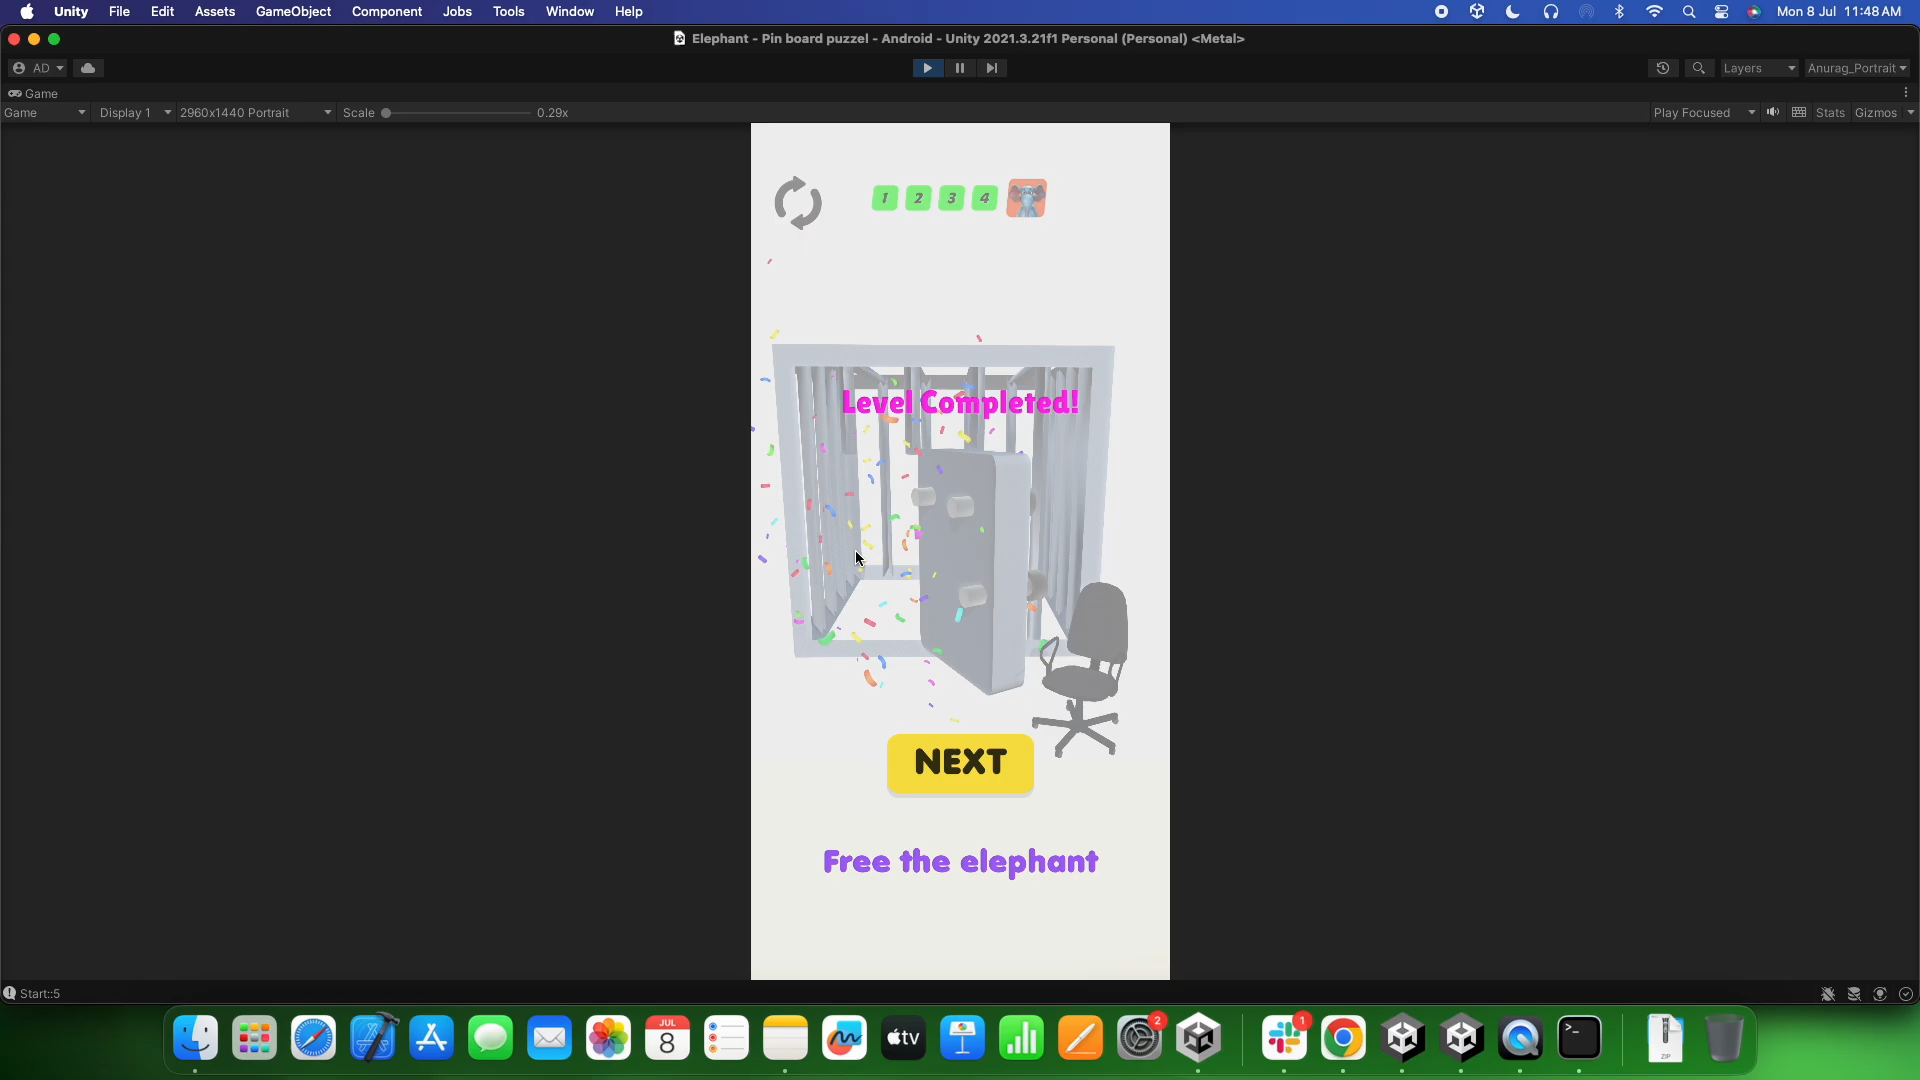 Unity File Edit Assets GameObject Component Jobs Tools Window Help Mon 8 Jul 11:48 AM
Elephant - Pin board puzzel - Android - Unity 2021.3.21f1 Personal (Personal) <Metal>
AD Layers Anurag_Portrait
Game
Game Display 1 2960x1440 Portrait Scale 0.29x Play Focused Stats Gizmos
1 2 3 4
Level Completed!
NEXT
Free the elephant
Start::5
JUL
8
tv
2
1
>_
ZIP